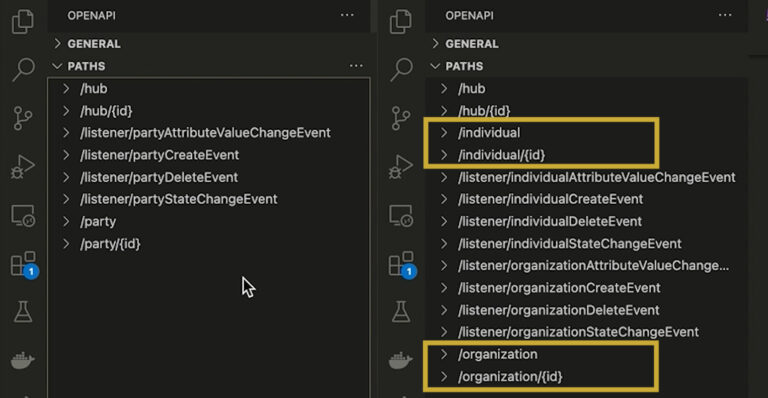 OPENAPI ...
GENERAL
PATHS ...
/hub
/hub/{id}
/listener/partyAttributeValueChangeEvent
/listener/partyCreateEvent
/listener/partyDeleteEvent
/listener/partyStateChangeEvent
/party
/party/{id}
1
OPENAPI ...
GENERAL
PATHS
/hub
/hub/{id}
/individual
/individual/{id}
/listener/individualAttributeValueChangeEvent
/listener/individualCreateEvent
/listener/individualDeleteEvent
/listener/individualStateChangeEvent
/listener/organizationAttributeValueChange...
/listener/organizationCreateEvent
/listener/organizationDeleteEvent
/listener/organizationStateChangeEvent
/organization
/organization/{id}
1